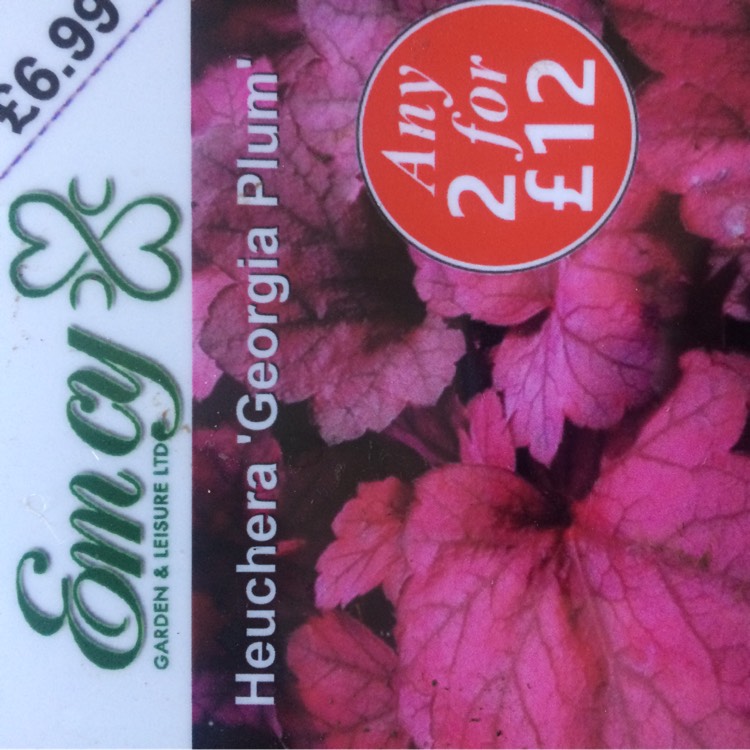 £6.99
Emcy
GARDEN & LEISURE LTD
Heuchera 'Georgia Plum'
Any
2 for
£12